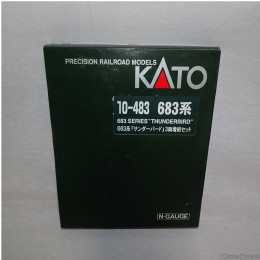 PRECISION RAILROAD MODELS
KATO
10-483 683系
683 SERIES "THUNDERBIRD"
683系「サンダーバード」3両増結セット
N-GAUGE